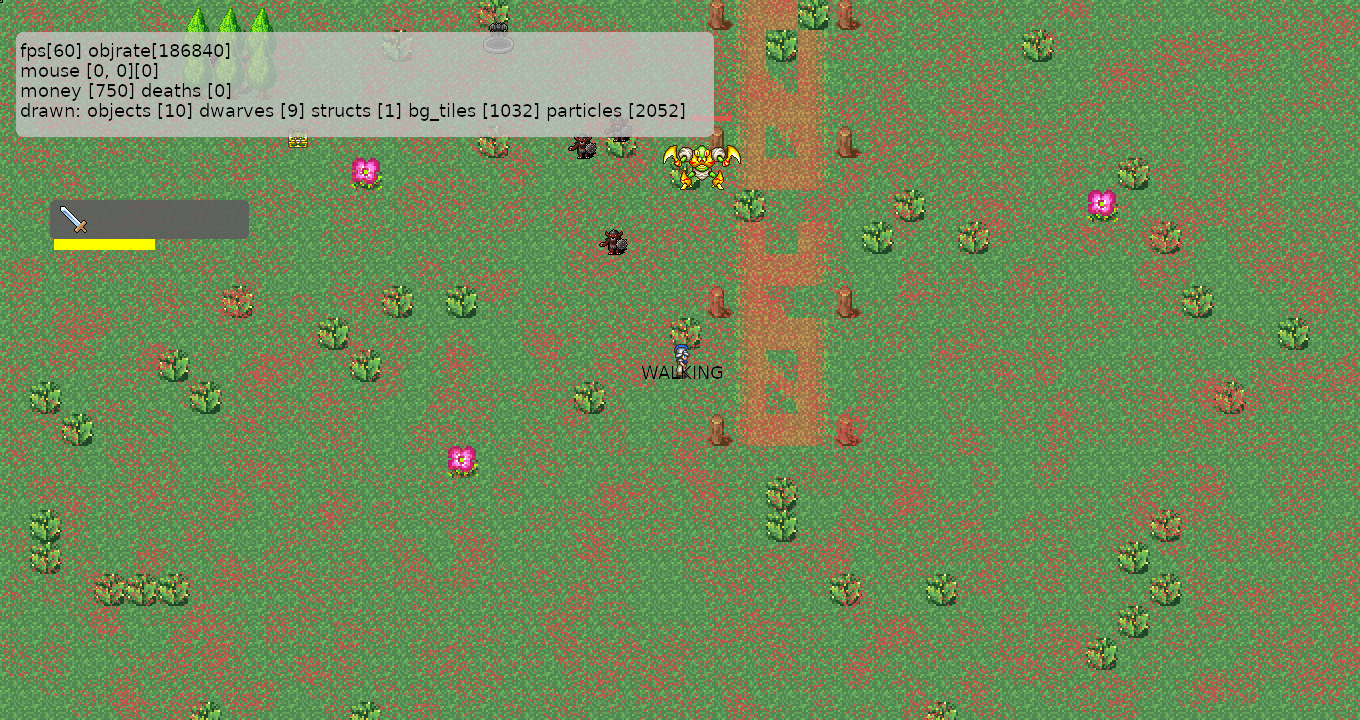 fps[60] objrate[186840]
mouse [0, 0][0]
money [750] deaths [0]
drawn: objects [10] dwarves [9] structs [1] bg_tiles [1032] particles [2052]
WALKING